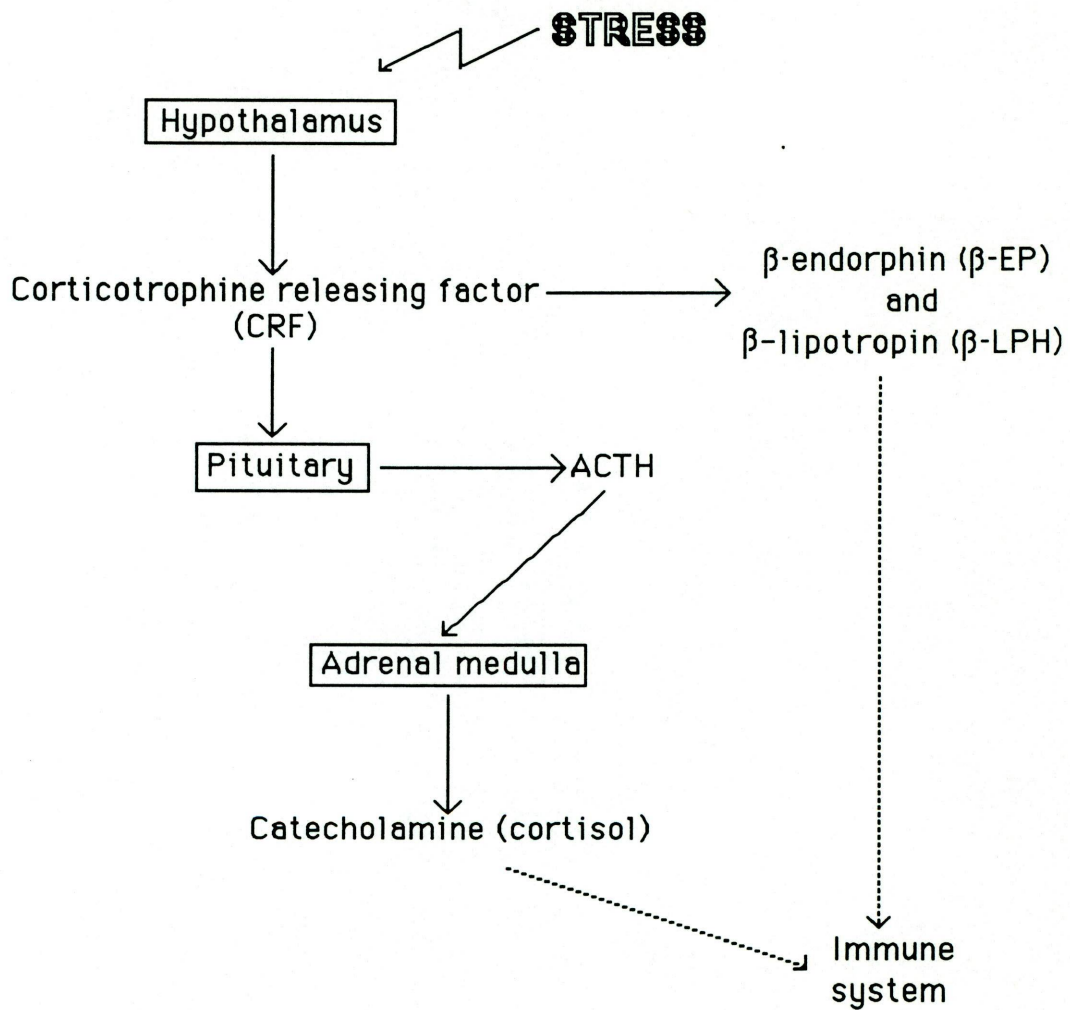 STRESS
Hypothalamus
Corticotrophine releasing factor
(CRF)
β-endorphin (β-EP)
and
β-lipotropin (β-LPH)
Pituitary
ACTH
Adrenal medulla
Catecholamine (cortisol)
Immune
system